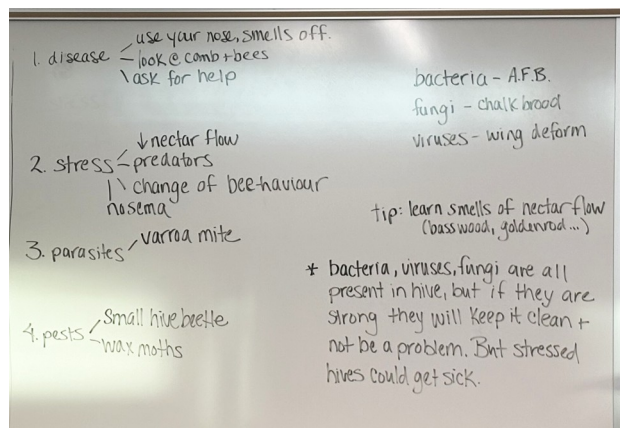 use your nose, smells off.
1. disease - look @ comb + bees
ask for help
bacteria - A.F.B.
fungi - chalkbrood
viruses - wing deform
↓ nectar flow
2. stress - predators
change of bee-haviour
nosema
tip: learn smells of nectar flow
(basswood, goldenrod...)
varroa mite
3. parasites
* bacteria, viruses, fungi are all
present in hive, but if they are
strong they will keep it clean +
not be a problem. But stressed
hives could get sick.
Small hive beetle
4. pests
wax moths